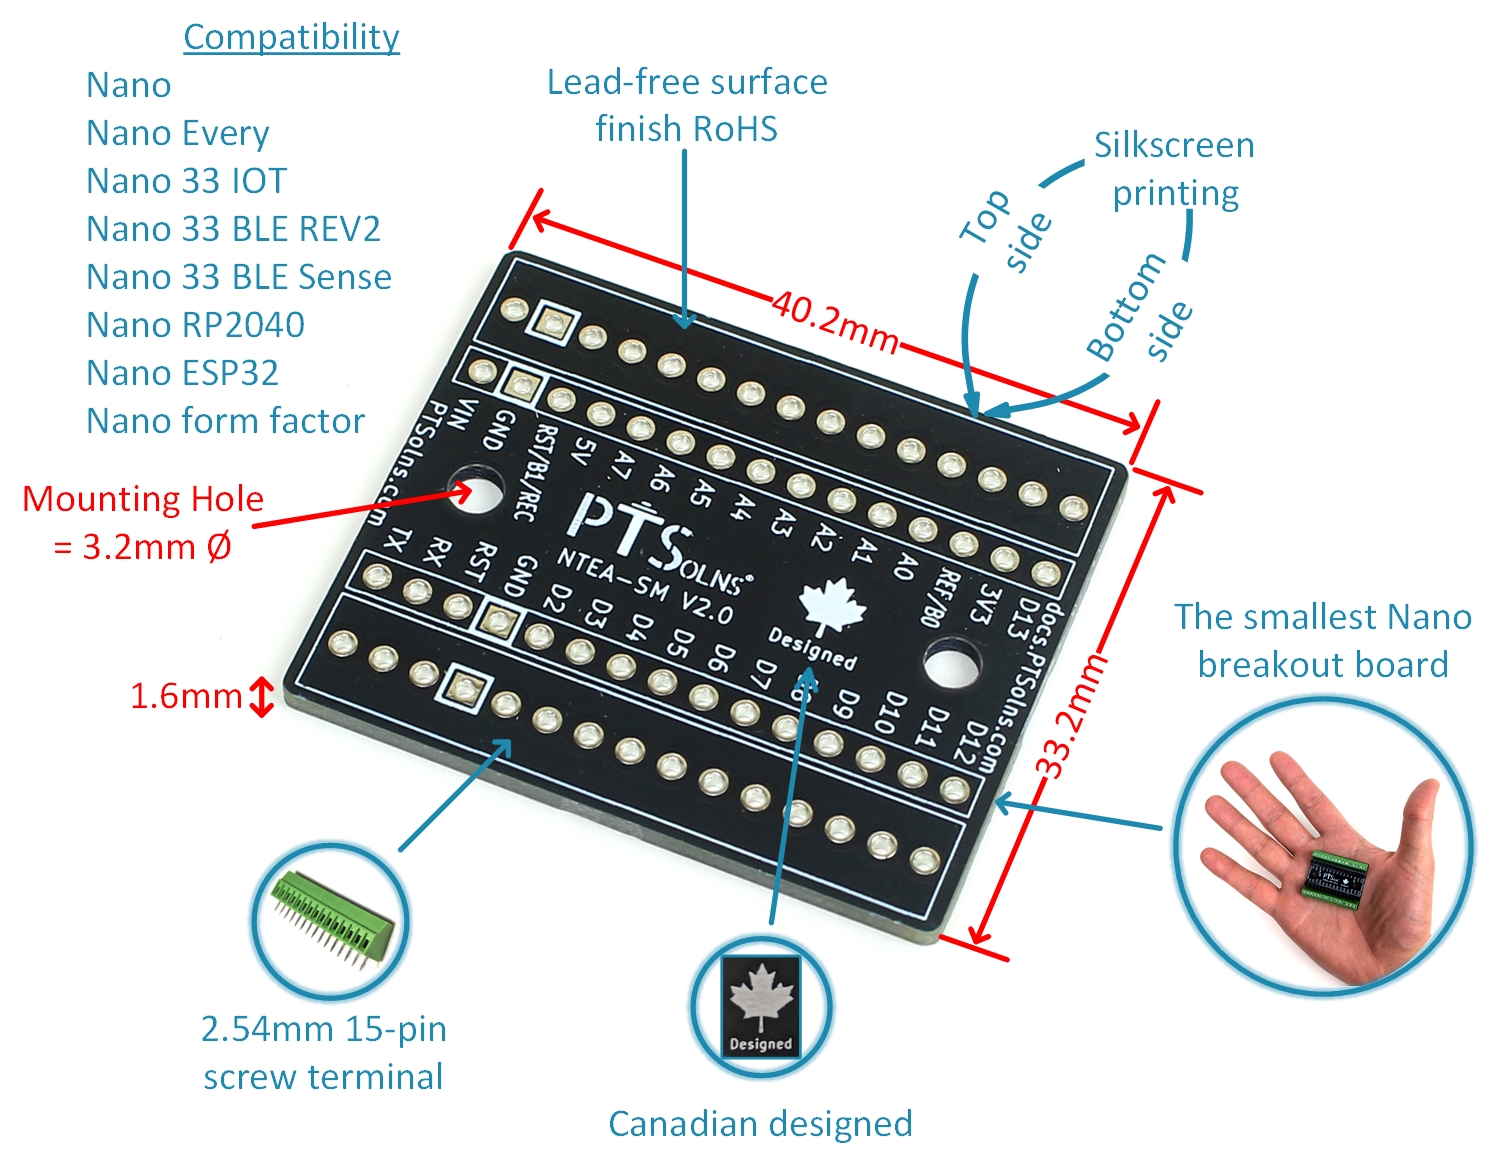 Compatibility
Nano
Nano Every
Nano 33 IOT
Nano 33 BLE REV2
Nano 33 BLE Sense
Nano RP2040
Nano ESP32
Nano form factor
Lead-free surface
finish RoHS
Silkscreen
printing
Top
side
Bottom
side
40.2mm
Mounting Hole
= 3.2mm Ø
1.6mm
33.2mm
The smallest Nano
breakout board
VIN
GND
RST/B1/REC
5V
A7
A6
A5
A4
A3
A2
A1
A0
REF/B0
3V3
D13
PTSolns.com
PTSOLNS®
NTEA-SM V2.0
Designed
docs.PTSolns.com
TX
RX
RST
GND
D2
D3
D4
D5
D6
D7
D8
D9
D10
D11
D12
2.54mm 15-pin
screw terminal
Designed
Canadian designed
PTSOLNS